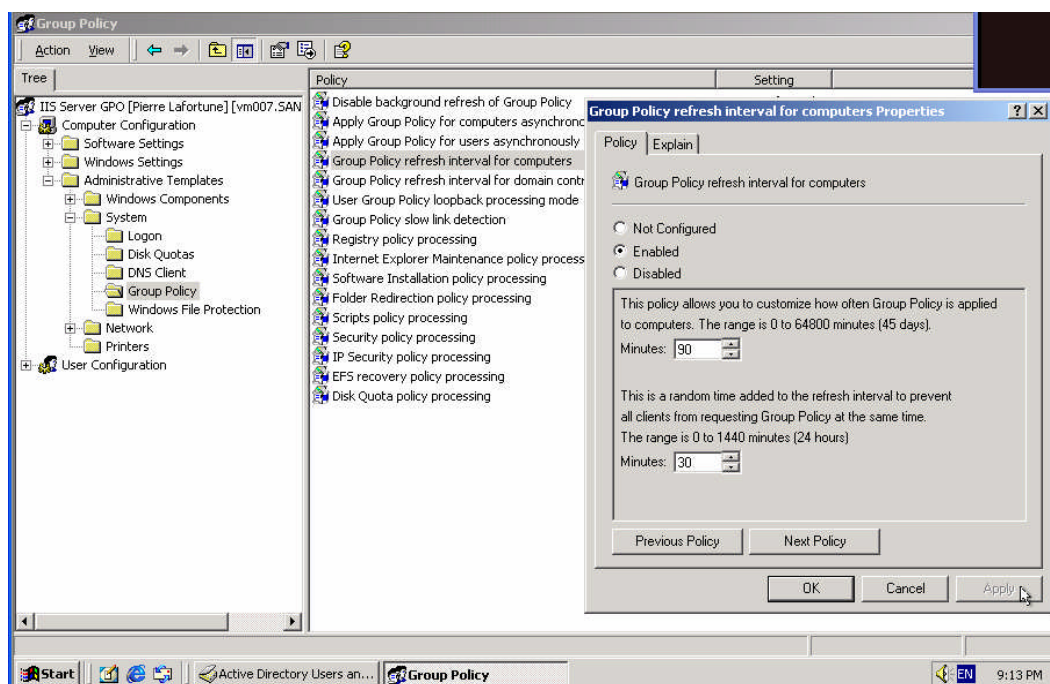 Group Policy
Action View
Tree
Policy Setting
IIS Server GPO [Pierre Lafortune] [vm007.SAN
Computer Configuration
Software Settings
Windows Settings
Administrative Templates
Windows Components
System
Logon
Disk Quotas
DNS Client
Group Policy
Windows File Protection
Network
Printers
User Configuration
Disable background refresh of Group Policy
Apply Group Policy for computers asynchronc
Apply Group Policy for users asynchronously
Group Policy refresh interval for computers
Group Policy refresh interval for domain contr
User Group Policy loopback processing mode
Group Policy slow link detection
Registry policy processing
Internet Explorer Maintenance policy process
Software Installation policy processing
Folder Redirection policy processing
Scripts policy processing
Security policy processing
IP Security policy processing
EFS recovery policy processing
Disk Quota policy processing
Group Policy refresh interval for computers Properties
Policy Explain
Group Policy refresh interval for computers
Not Configured
Enabled
Disabled
This policy allows you to customize how often Group Policy is applied
to computers. The range is 0 to 64800 minutes (45 days).
Minutes: 90
This is a random time added to the refresh interval to prevent
all clients from requesting Group Policy at the same time.
The range is 0 to 1440 minutes (24 hours)
Minutes: 30
Previous Policy Next Policy
OK Cancel Apply
Start Active Directory Users an... Group Policy EN 9:13 PM